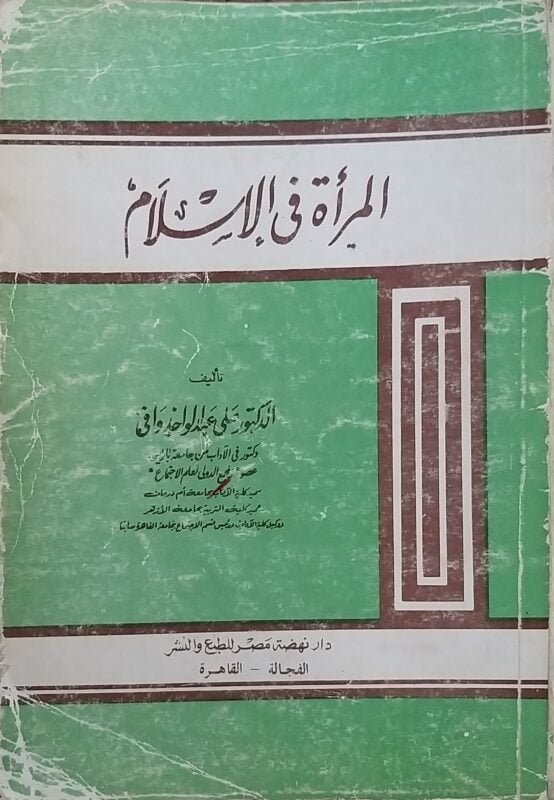 المرأة في الإسلام
تأليف
الدكتور علي عبد الواحد وافي
دكتور في الآداب من جامعة باريس
عضو "المجمع الدولي لعلم الاجتماع"
عميد كلية الآداب بجامعة أم درمان
عميد كلية التربية بجامعة الأزهر
ووكيل كلية الآداب ورئيس قسم الاجتماع بجامعة القاهرة سابقا
دار نهضة مصر للطبع والنشر
الفجالة - القاهرة